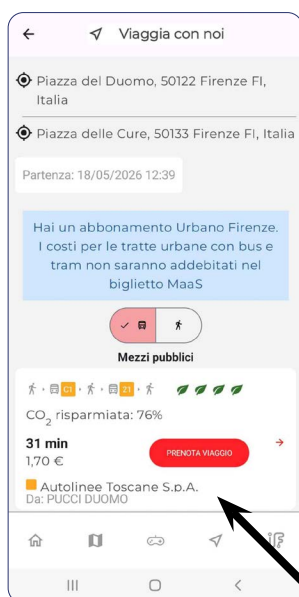 Viaggia con noi
Piazza del Duomo, 50122 Firenze FI,
Italia
Piazza delle Cure, 50133 Firenze FI, Italia
Partenza: 18/05/2026 12:39
Hai un abbonamento Urbano Firenze.
I costi per le tratte urbane con bus e
tram non saranno addebitati nel
biglietto MaaS
Mezzi pubblici
C1 21
CO2 risparmiata: 76%
31 min
1,70 €
PRENOTA VIAGGIO
Autolinee Toscane S.p.A.
Da: PUCCI DUOMO
iF